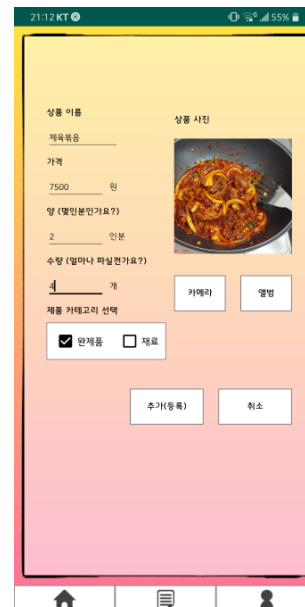 21:12 KT
55%
상품 이름
상품 사진
제육볶음
가격
7500 원
양 (몇인분인가요?)
2 인분
수량 (얼마나 파실껀가요?)
4 개
카메라
앨범
제품 카테고리 선택
완제품
재료
추가(등록)
취소